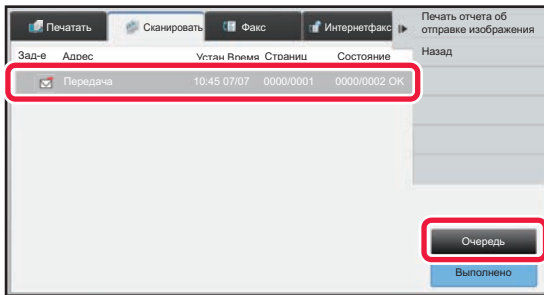 Печатать
Сканировать
Факс
Интернетфакс
Печать отчета об
отправке изображения
Зад-е Адрес Устан Время Страниц Состояние
Назад
Передача 10:45 07/07 0000/0001 0000/0002 OK
Очередь
Выполнено